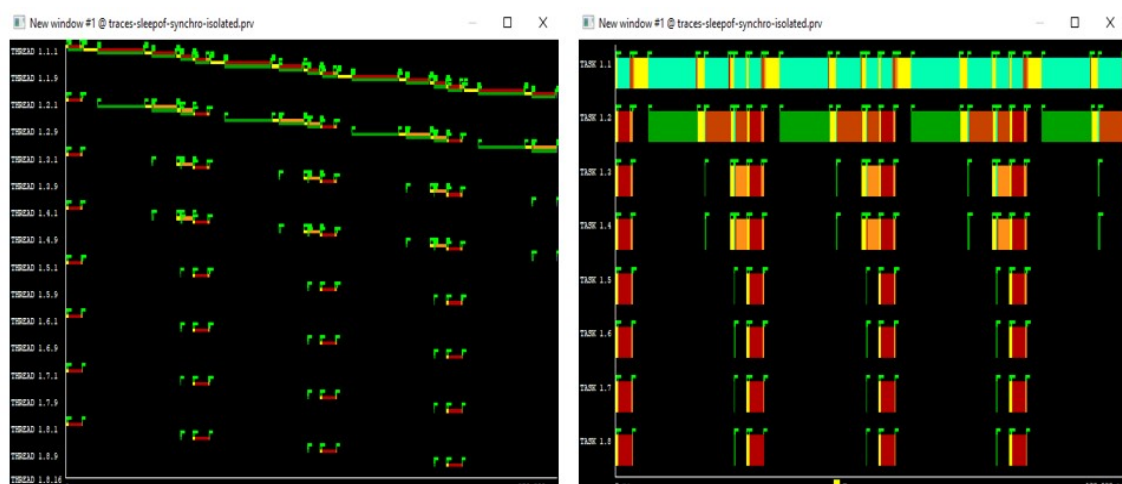 New window #1 @ traces-sleepof-synchro-isolated.prv
THREAD 1.1.1
THREAD 1.1.9
THREAD 1.2.1
THREAD 1.2.9
THREAD 1.3.1
THREAD 1.3.9
THREAD 1.4.1
THREAD 1.4.9
THREAD 1.5.1
THREAD 1.5.9
THREAD 1.6.1
THREAD 1.6.9
THREAD 1.7.1
THREAD 1.7.9
THREAD 1.8.1
THREAD 1.8.9
THREAD 1.8.16
New window #1 @ traces-sleepof-synchro-isolated.prv
TASK 1.1
TASK 1.2
TASK 1.3
TASK 1.4
TASK 1.5
TASK 1.6
TASK 1.7
TASK 1.8